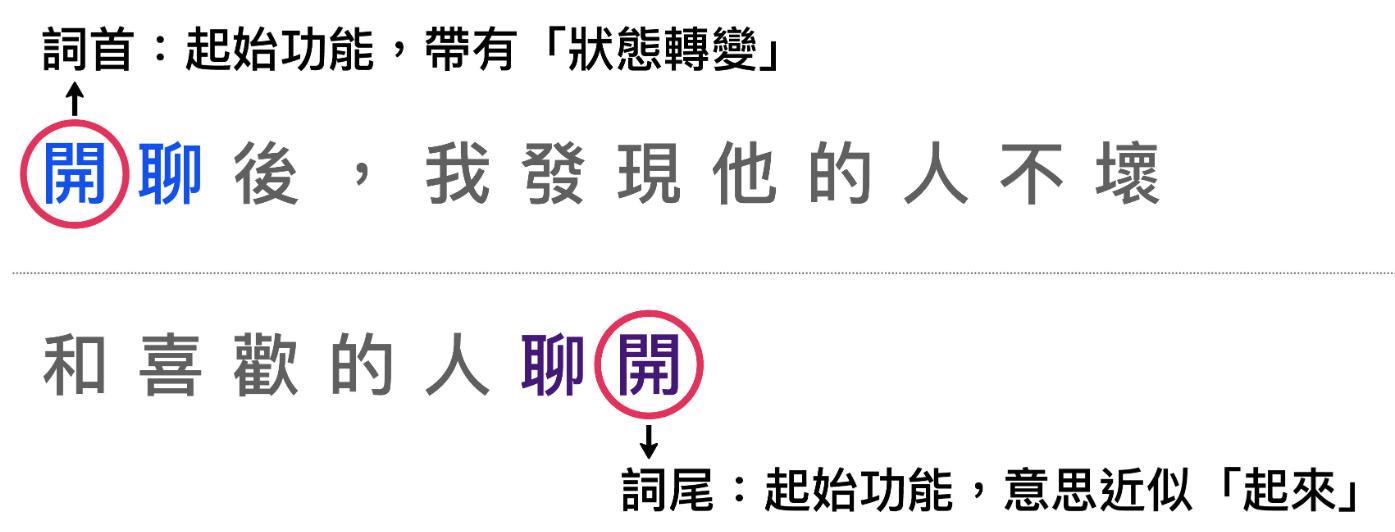 詞首：起始功能，帶有「狀態轉變」
開聊後，我發現他的人不壞
和喜歡的人聊開
詞尾：起始功能，意思近似「起來」